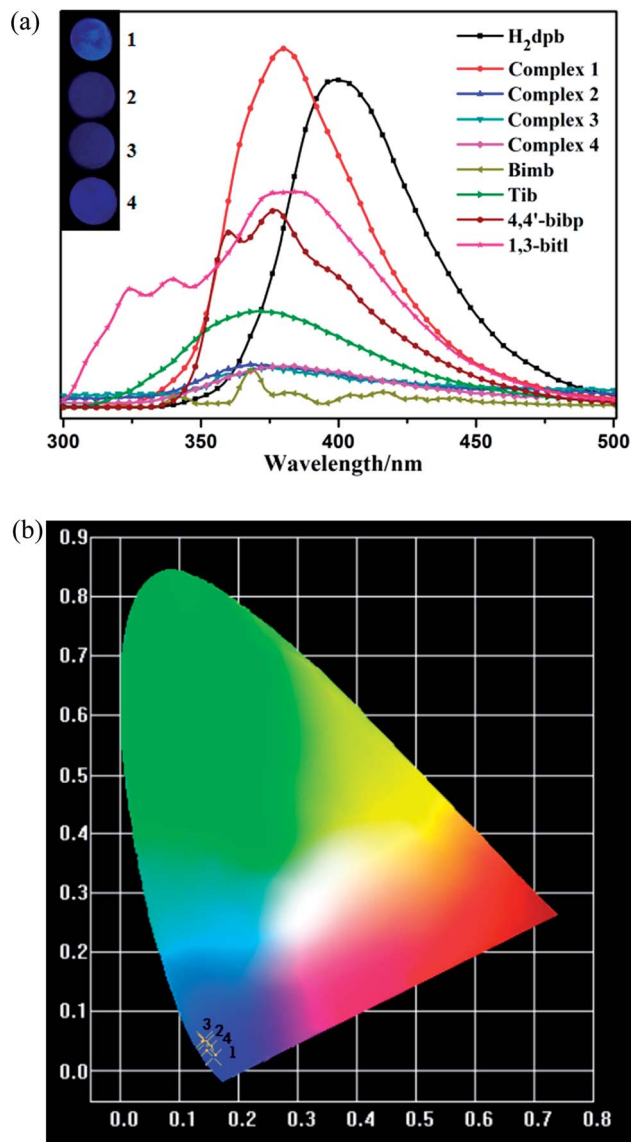 (a)
1
2
3
4
H₂dpb
Complex 1
Complex 2
Complex 3
Complex 4
Bimb
Tib
4,4'-bibp
1,3-bitl
300 350 400 450 500
Wavelength/nm
(b)
0.9
0.8
0.7
0.6
0.5
0.4
0.3
0.2
0.1
0.0
3 2 4 1
0.0 0.1 0.2 0.3 0.4 0.5 0.6 0.7 0.8